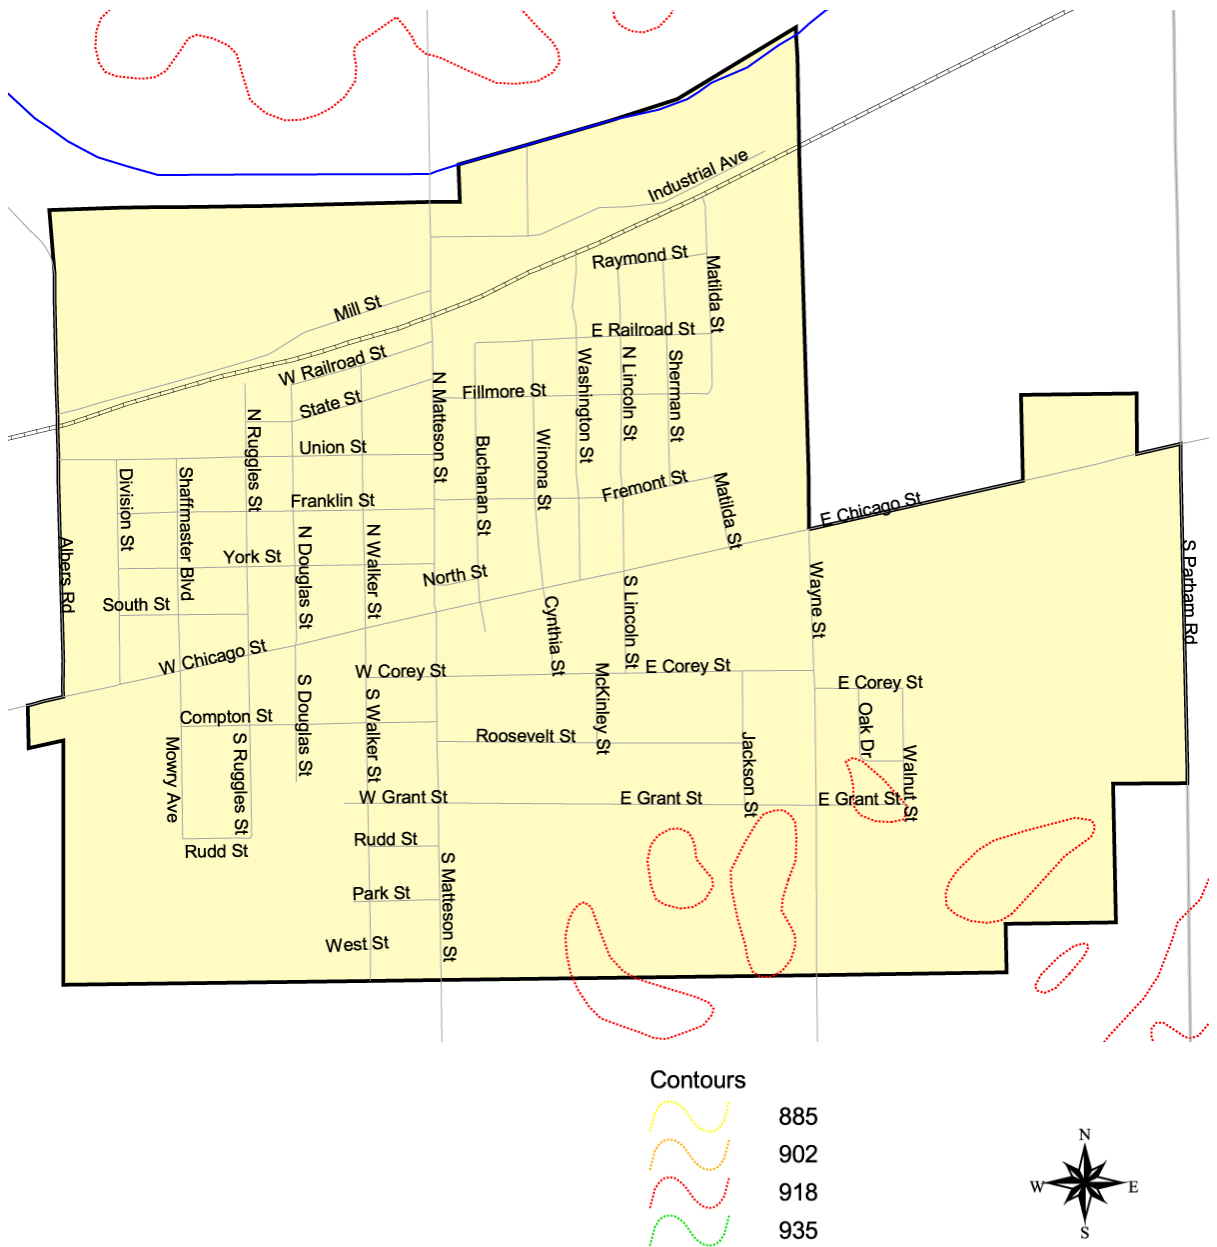 Industrial Ave
Raymond St
Matilda St
Mill St
E Railroad St
W Railroad St
Washington St
N Lincoln St
Sherman St
N Matteson St
Fillmore St
State St
N Ruggles St
Union St
Buchanan St
Winona St
Division St
Shaffmaster Blvd
Franklin St
Fremont St
Matilda St
E Chicago St
Albers Rd
N Douglas St
N Walker St
York St
North St
S Parham Rd
Wayne St
South St
S Lincoln St
Cynthia St
W Chicago St
W Corey St
E Corey St
McKinley St
E Corey St
S Douglas St
S Walker St
Compton St
Oak Dr
Roosevelt St
Mowry Ave
S Ruggles St
Jackson St
Walnut St
W Grant St
E Grant St
E Grant St
Rudd St
Rudd St
S Matteson St
Park St
West St
Contours
885
902
918
935
N
W
E
S